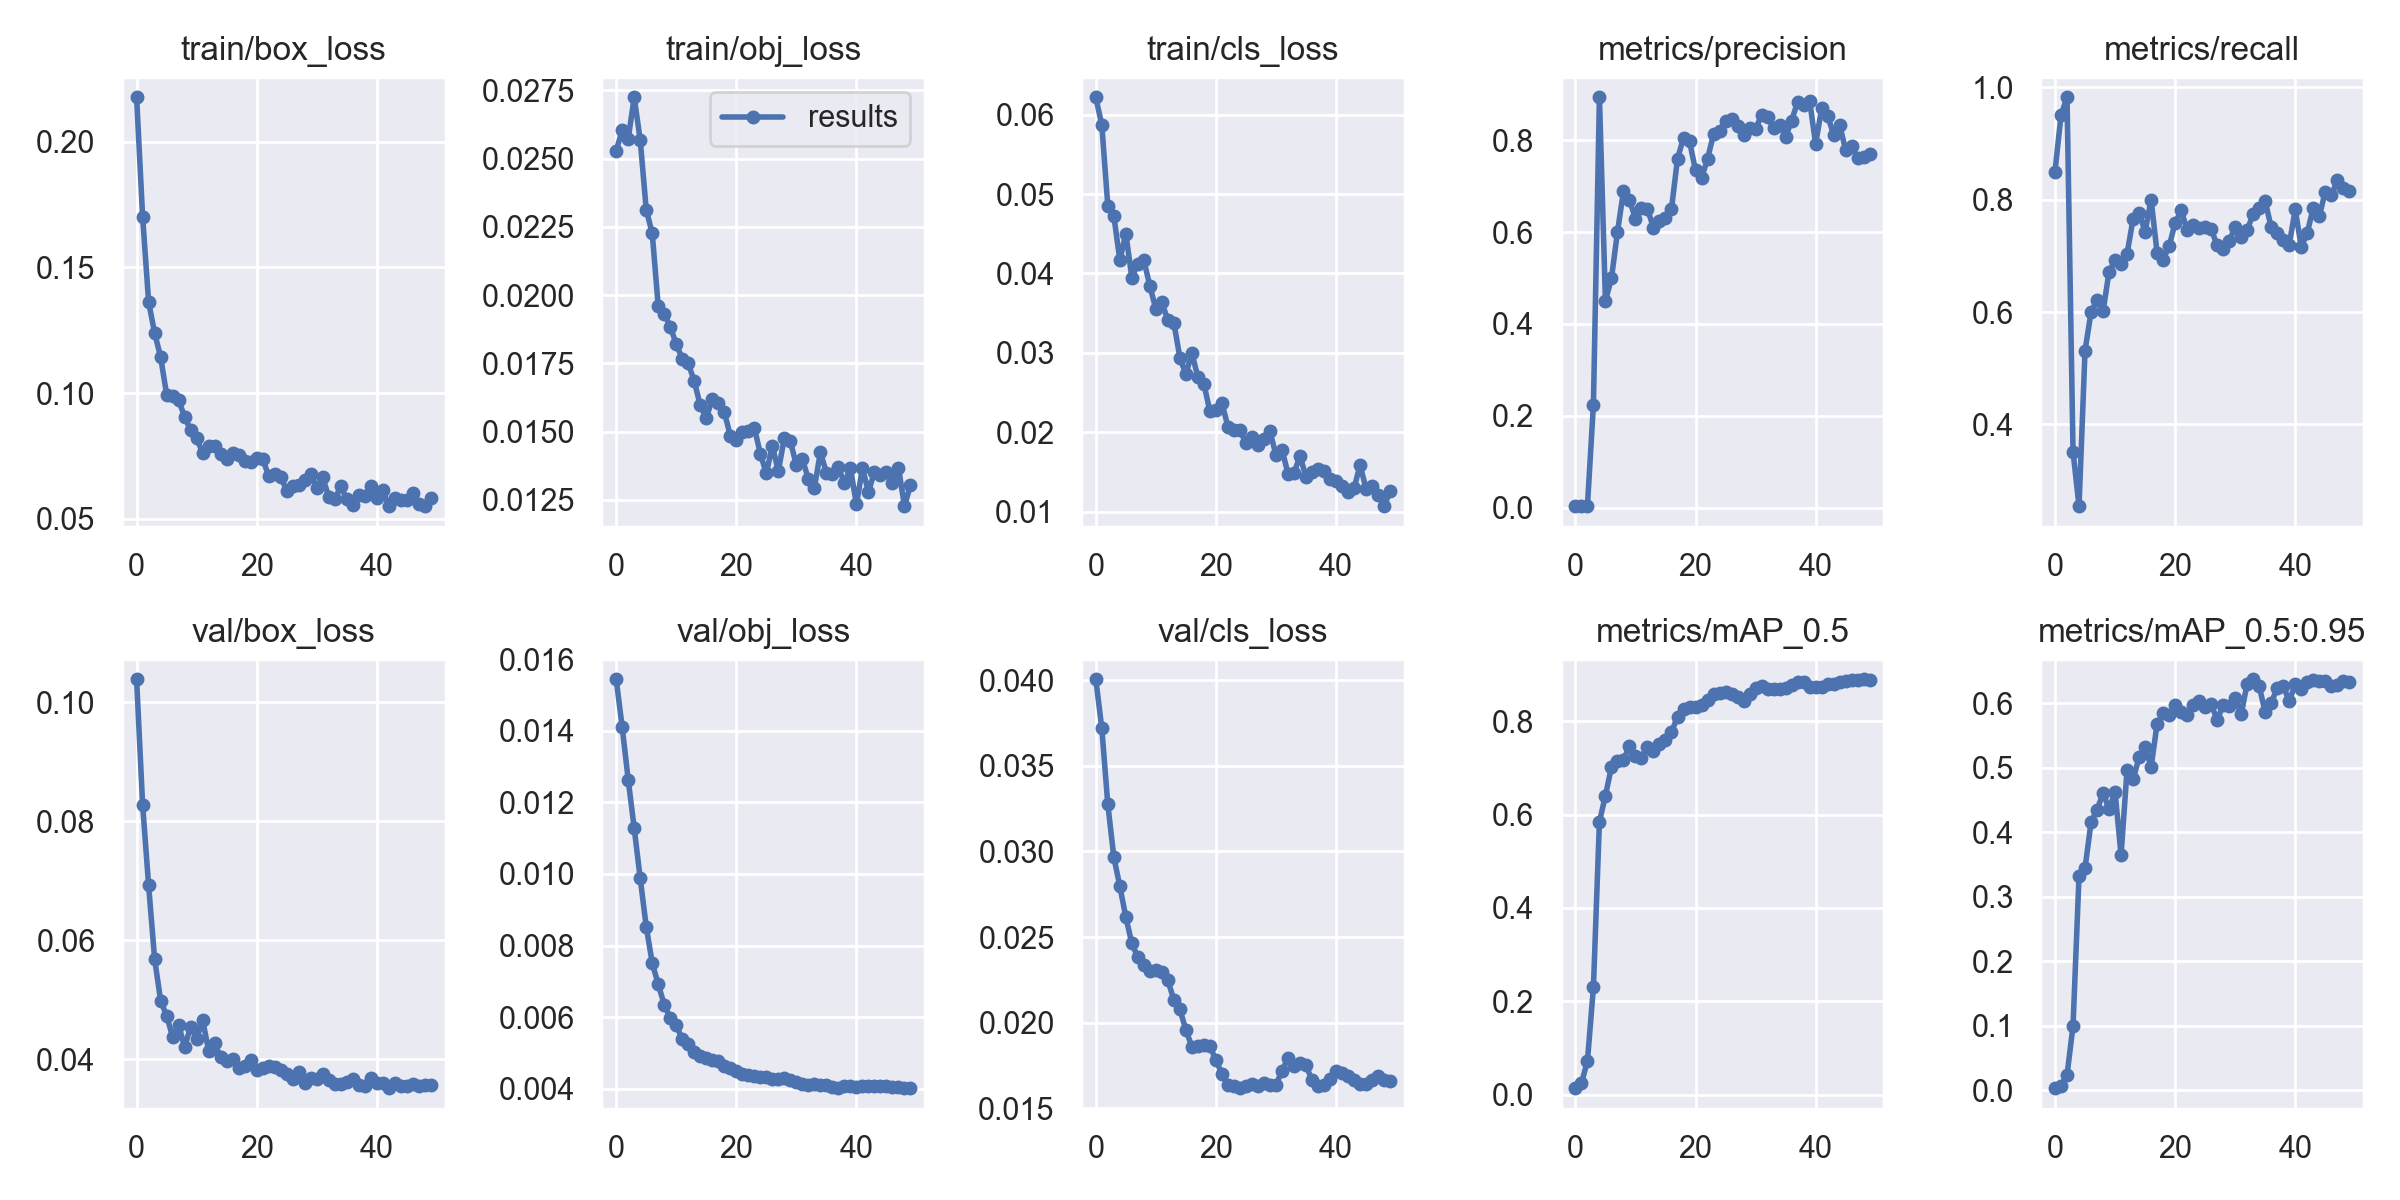 train/box_loss
0.20
0.15
0.10
0.05
0 20 40
train/obj_loss
results
0.0275
0.0250
0.0225
0.0200
0.0175
0.0150
0.0125
0 20 40
train/cls_loss
0.06
0.05
0.04
0.03
0.02
0.01
0 20 40
metrics/precision
0.8
0.6
0.4
0.2
0.0
0 20 40
metrics/recall
1.0
0.8
0.6
0.4
0 20 40
val/box_loss
0.10
0.08
0.06
0.04
0 20 40
val/obj_loss
0.016
0.014
0.012
0.010
0.008
0.006
0.004
0 20 40
val/cls_loss
0.040
0.035
0.030
0.025
0.020
0.015
0 20 40
metrics/mAP_0.5
0.8
0.6
0.4
0.2
0.0
0 20 40
metrics/mAP_0.5:0.95
0.6
0.5
0.4
0.3
0.2
0.1
0.0
0 20 40